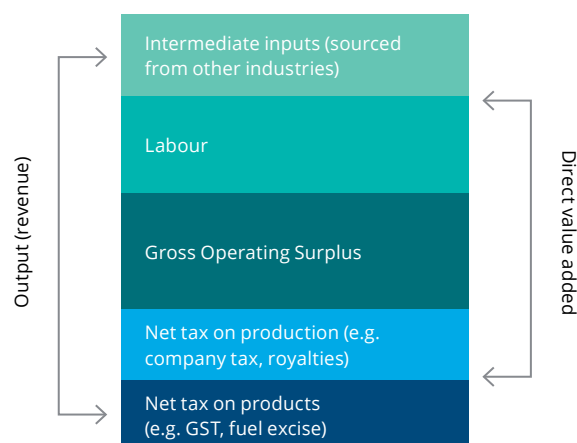 Intermediate inputs (sourced
from other industries)
Labour
Gross Operating Surplus
Net tax on production (e.g.
company tax, royalties)
Net tax on products
(e.g. GST, fuel excise)
Output (revenue)
Direct value added